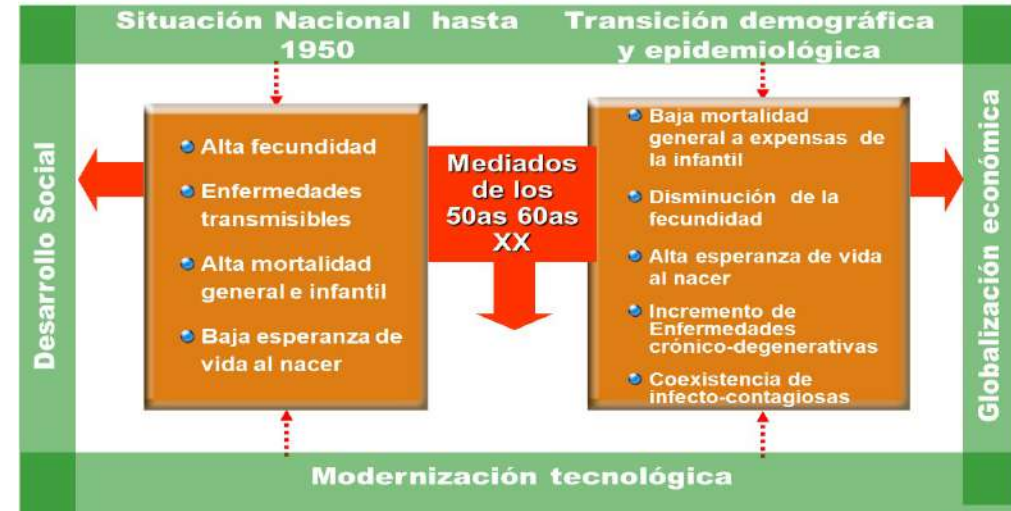 Situación Nacional hasta
1950
Transición demográfica
y epidemiológica
Desarrollo Social
Alta fecundidad
Enfermedades
transmisibles
Alta mortalidad
general e infantil
Baja esperanza de
vida al nacer
Mediados
de los
50as 60as
XX
Baja mortalidad
general a expensas de
la infantil
Disminución de la
fecundidad
Alta esperanza de vida
al nacer
Incremento de
Enfermedades
crónico-degenerativas
Coexistencia de
infecto-contagiosas
Globalización económica
Modernización tecnológica